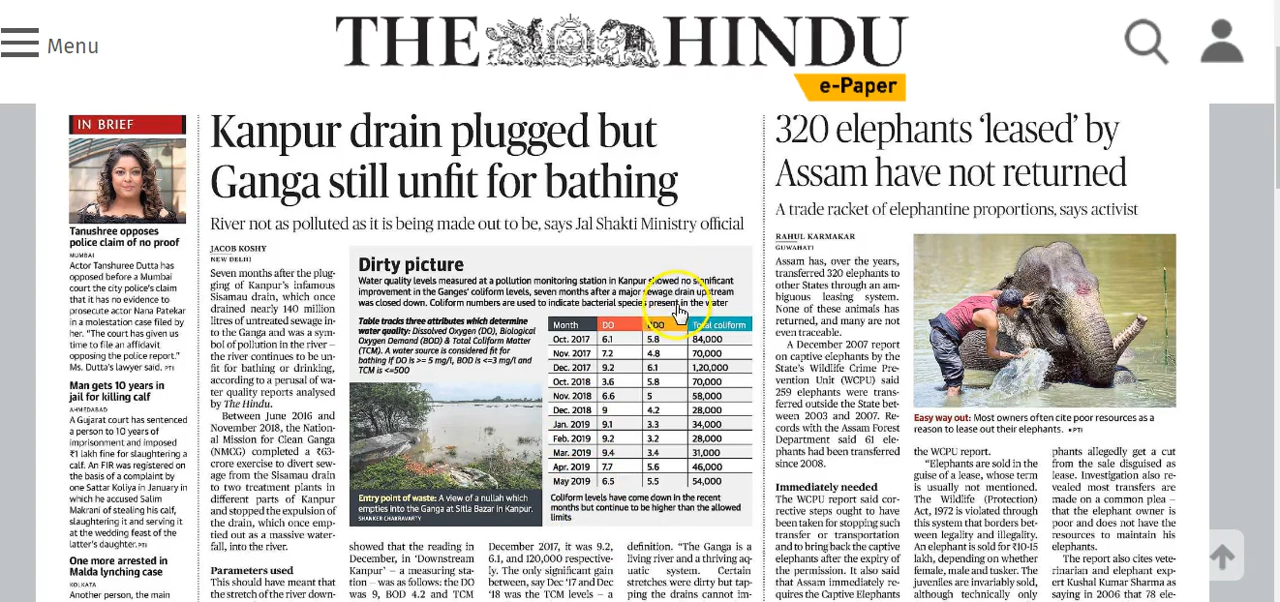 Menu
THE HINDU
e-Paper
IN BRIEF
Tanushree opposes
police claim of no proof
MUMBAI
Actor Tanushree Dutta has
opposed before a Mumbai
court the city police's claim
that it has no evidence to
prosecute actor Nana Patekar
in a molestation case filed by
her. "The court has given us
time to file an affidavit
opposing the police report."
Ms. Dutta's lawyer said. PTI
Man gets 10 years in
jail for killing calf
AHMEDABAD
A Gujarat court has sentenced
a person to 10 years of
imprisonment and imposed
₹1 lakh fine for slaughtering a
calf. An FIR was registered on
the basis of a complaint by
one Sattar Koliya in January in
which he accused Salim
Makrani of stealing his calf,
slaughtering it and serving it
at the wedding feast of the
latter's daughter. PTI
One more arrested in
Malda lynching case
KOLKATA
Another person, the main
Kanpur drain plugged but
Ganga still unfit for bathing
River not as polluted as it is being made out to be, says Jal Shakti Ministry official
JACOB KOSHY
NEW DELHI
Seven months after the plug-
ging of Kanpur's infamous
Sisamau drain, which once
drained nearly 140 million
litres of untreated sewage in-
to the Ganga and was a sym-
bol of pollution in the river —
the river continues to be un-
fit for bathing or drinking,
according to a perusal of wa-
ter quality reports analysed
by The Hindu.
Between June 2016 and
November 2018, the Nation-
al Mission for Clean Ganga
(NMCG) completed a ₹63-
crore exercise to divert sew-
age from the Sisamau drain
to two treatment plants in
different parts of Kanpur
and stopped the expulsion of
the drain, which once emp-
tied out as a massive water-
fall, into the river.
Parameters used
This should have meant that
the stretch of the river down-
Dirty picture
Water quality levels measured at a pollution monitoring station in Kanpur showed no significant
improvement in the Ganges' coliform levels, seven months after a major sewage drain upstream
was closed down. Coliform numbers are used to indicate bacterial species present in the water
Table tracks three attributes which determine
water quality: Dissolved Oxygen (DO), Biological
Oxygen Demand (BOD) & Total Coliform Matter
(TCM). A water source is considered fit for
bathing if DO is >= 5 mg/l, BOD is <=3 mg/l and
TCM is <=500
Month DO BOD Total coliform
Oct. 2017 6.1 5.8 84,000
Nov. 2017 7.2 4.8 70,000
Dec. 2017 9.2 6.1 1,20,000
Oct. 2018 3.6 5.8 70,000
Nov. 2018 6.6 5 58,000
Dec. 2018 9 4.2 28,000
Jan. 2019 9.1 3.3 34,000
Feb. 2019 9.2 3.2 28,000
Mar. 2019 9.4 3.4 31,000
Apr. 2019 7.7 5.6 46,000
May 2019 6.5 5.5 54,000
Entry point of waste: A view of a nullah which
empties into the Ganga at Sitla Bazar in Kanpur.
SHANKER CHAKRAVARTY
Coliform levels have come down in the recent
months but continue to be higher than the allowed
limits
showed that the reading in
December, in 'Downstream
Kanpur' – a measuring sta-
tion – was as follows: the DO
was 9, BOD 4.2 and TCM
December 2017, it was 9.2,
6.1, and 120,000 respective-
ly. The only significant gain
between, say Dec '17 and Dec
'18 was the TCM levels – a
definition. "The Ganga is a
living river and a thriving aq-
uatic system. Certain
stretches were dirty but tap-
ping the drains cannot im-
320 elephants 'leased' by
Assam have not returned
A trade racket of elephantine proportions, says activist
RAHUL KARMAKAR
GUWAHATI
Assam has, over the years,
transferred 320 elephants to
other States through an am-
biguous leasing system.
None of these animals has
returned, and many are not
even traceable.
A December 2007 report
on captive elephants by the
State's Wildlife Crime Pre-
vention Unit (WCPU) said
259 elephants were trans-
ferred outside the State bet-
ween 2003 and 2007. Re-
cords with the Assam Forest
Department said 61 ele-
phants had been transferred
since 2008.
Immediately needed
The WCPU report said cor-
rective steps ought to have
been taken for stopping such
transfer or transportation
and to bring back the captive
elephants after the expiry of
the permission. It also said
that Assam immediately re-
quires the Captive Elephants
Easy way out: Most owners often cite poor resources as a
reason to lease out their elephants. PTI
the WCPU report.
"Elephants are sold in the
guise of a lease, whose term
is usually not mentioned.
The Wildlife (Protection)
Act, 1972 is violated through
this system that borders bet-
ween legality and illegality.
An elephant is sold for ₹10-15
lakh, depending on whether
female, male and tusker. The
juveniles are invariably sold,
although technically only
phants allegedly get a cut
from the sale disguised as
lease. Investigation also re-
vealed most transfers are
made on a common plea –
that the elephant owner is
poor and does not have the
resources to maintain his
elephants.
The report also cites vete-
rinarian and elephant exp-
ert Kushal Kumar Sharma as
saying in 2006 that 78 ele-